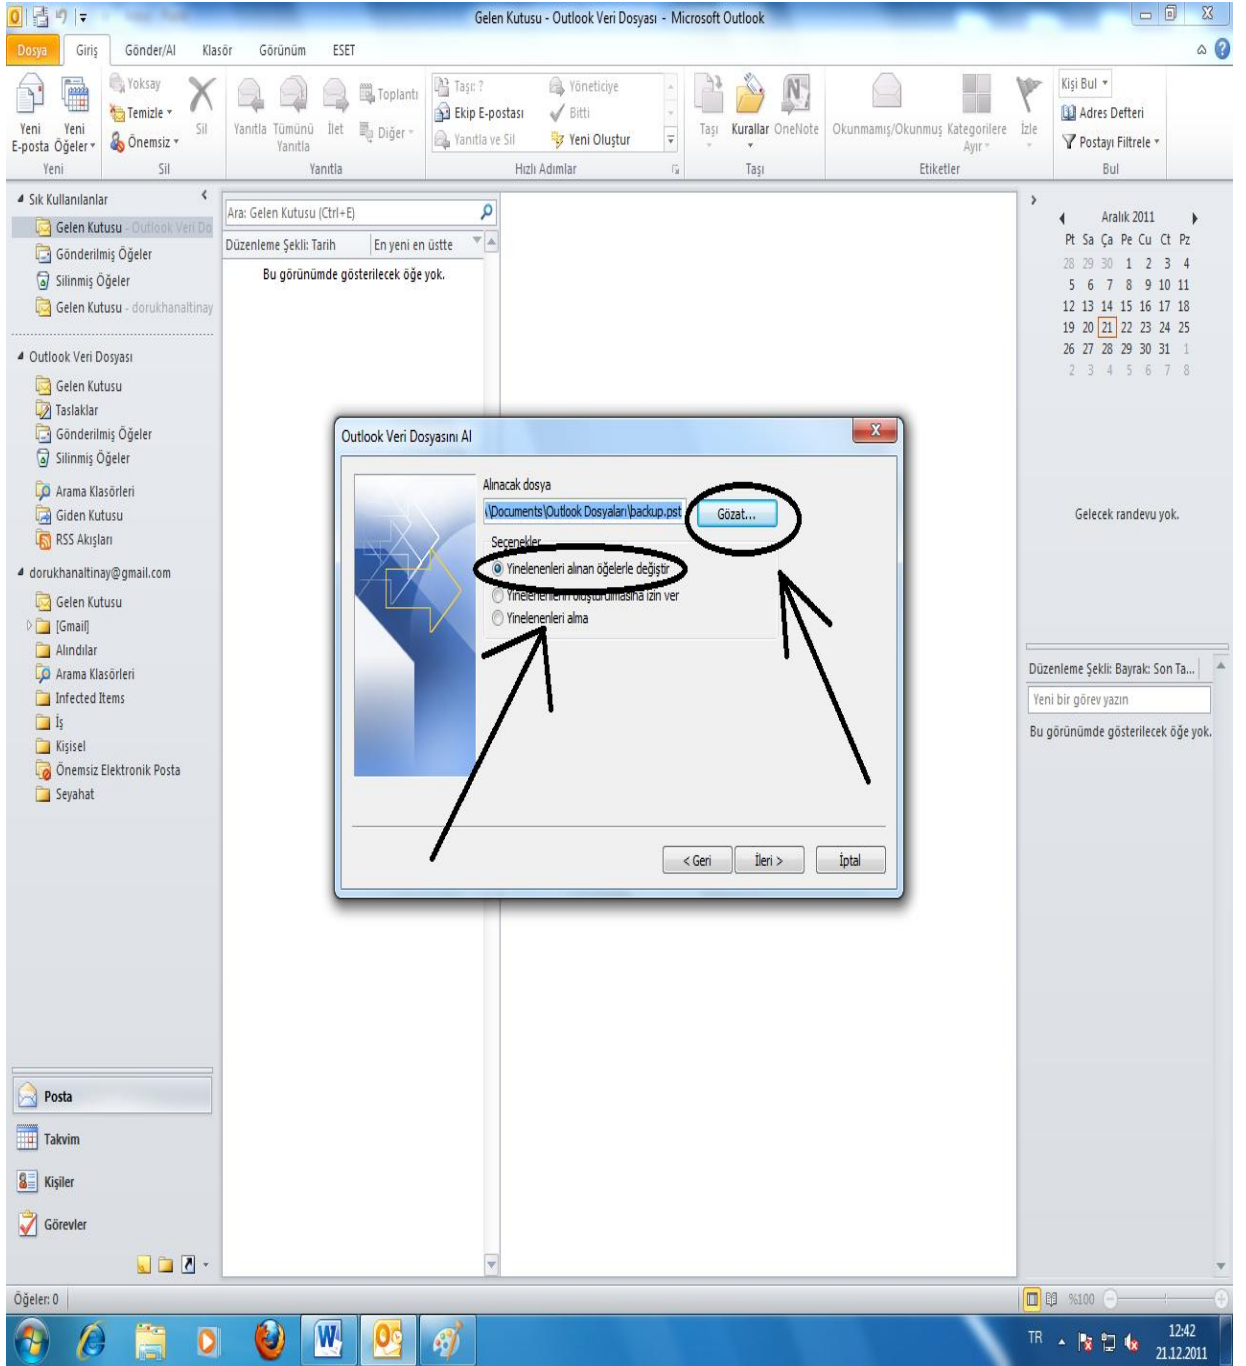 Gelen Kutusu - Outlook Veri Dosyası - Microsoft Outlook
Dosya Giriş Gönder/Al Klasör Görünüm ESET
Yeni E-posta
Yeni Öğeler
Yoksay
Temizle
Önemsiz
Sil
Yanıtla
Tümünü Yanıtla
İlet
Toplantı
Diğer
Taşı: ?
Ekip E-postası
Yanıtla ve Sil
Yöneticiye
Bitti
Yeni Oluştur
Taşı
Kurallar
OneNote
Okunmamış/Okunmuş
Kategorilere Ayır
İzle
Kişi Bul
Adres Defteri
Postayı Filtrele
Yeni Sil Yanıtla Hızlı Adımlar Taşı Etiketler Bul
Sık Kullanılanlar
Gelen Kutusu - Outlook Veri Do
Gönderilmiş Öğeler
Silinmiş Öğeler
Gelen Kutusu - dorukhanaltinay
Outlook Veri Dosyası
Gelen Kutusu
Taslaklar
Gönderilmiş Öğeler
Silinmiş Öğeler
Arama Klasörleri
Giden Kutusu
RSS Akışları
dorukhanaltinay@gmail.com
Gelen Kutusu
[Gmail]
Alındılar
Arama Klasörleri
Infected Items
İş
Kişisel
Önemsiz Elektronik Posta
Seyahat
Posta
Takvim
Kişiler
Görevler
Ara: Gelen Kutusu (Ctrl+E)
Düzenleme Şekli: Tarih En yeni en üstte
Bu görünümde gösterilecek öğe yok.
Outlook Veri Dosyasını Al
Alınacak dosya
\Documents\Outlook Dosyaları\backup.pst
Gözat...
Seçenekler
Yinelenenleri alınan öğelerle değiştir
Yinelenenlerin oluşturulmasına izin ver
Yinelenenleri alma
< Geri İleri > İptal
Aralık 2011
Pt Sa Ça Pe Cu Ct Pz
28 29 30 1 2 3 4
5 6 7 8 9 10 11
12 13 14 15 16 17 18
19 20 21 22 23 24 25
26 27 28 29 30 31 1
2 3 4 5 6 7 8
Gelecek randevu yok.
Düzenleme Şekli: Bayrak: Son Ta...
Yeni bir görev yazın
Bu görünümde gösterilecek öğe yok.
Öğeler: 0
%100
TR
12:42
21.12.2011